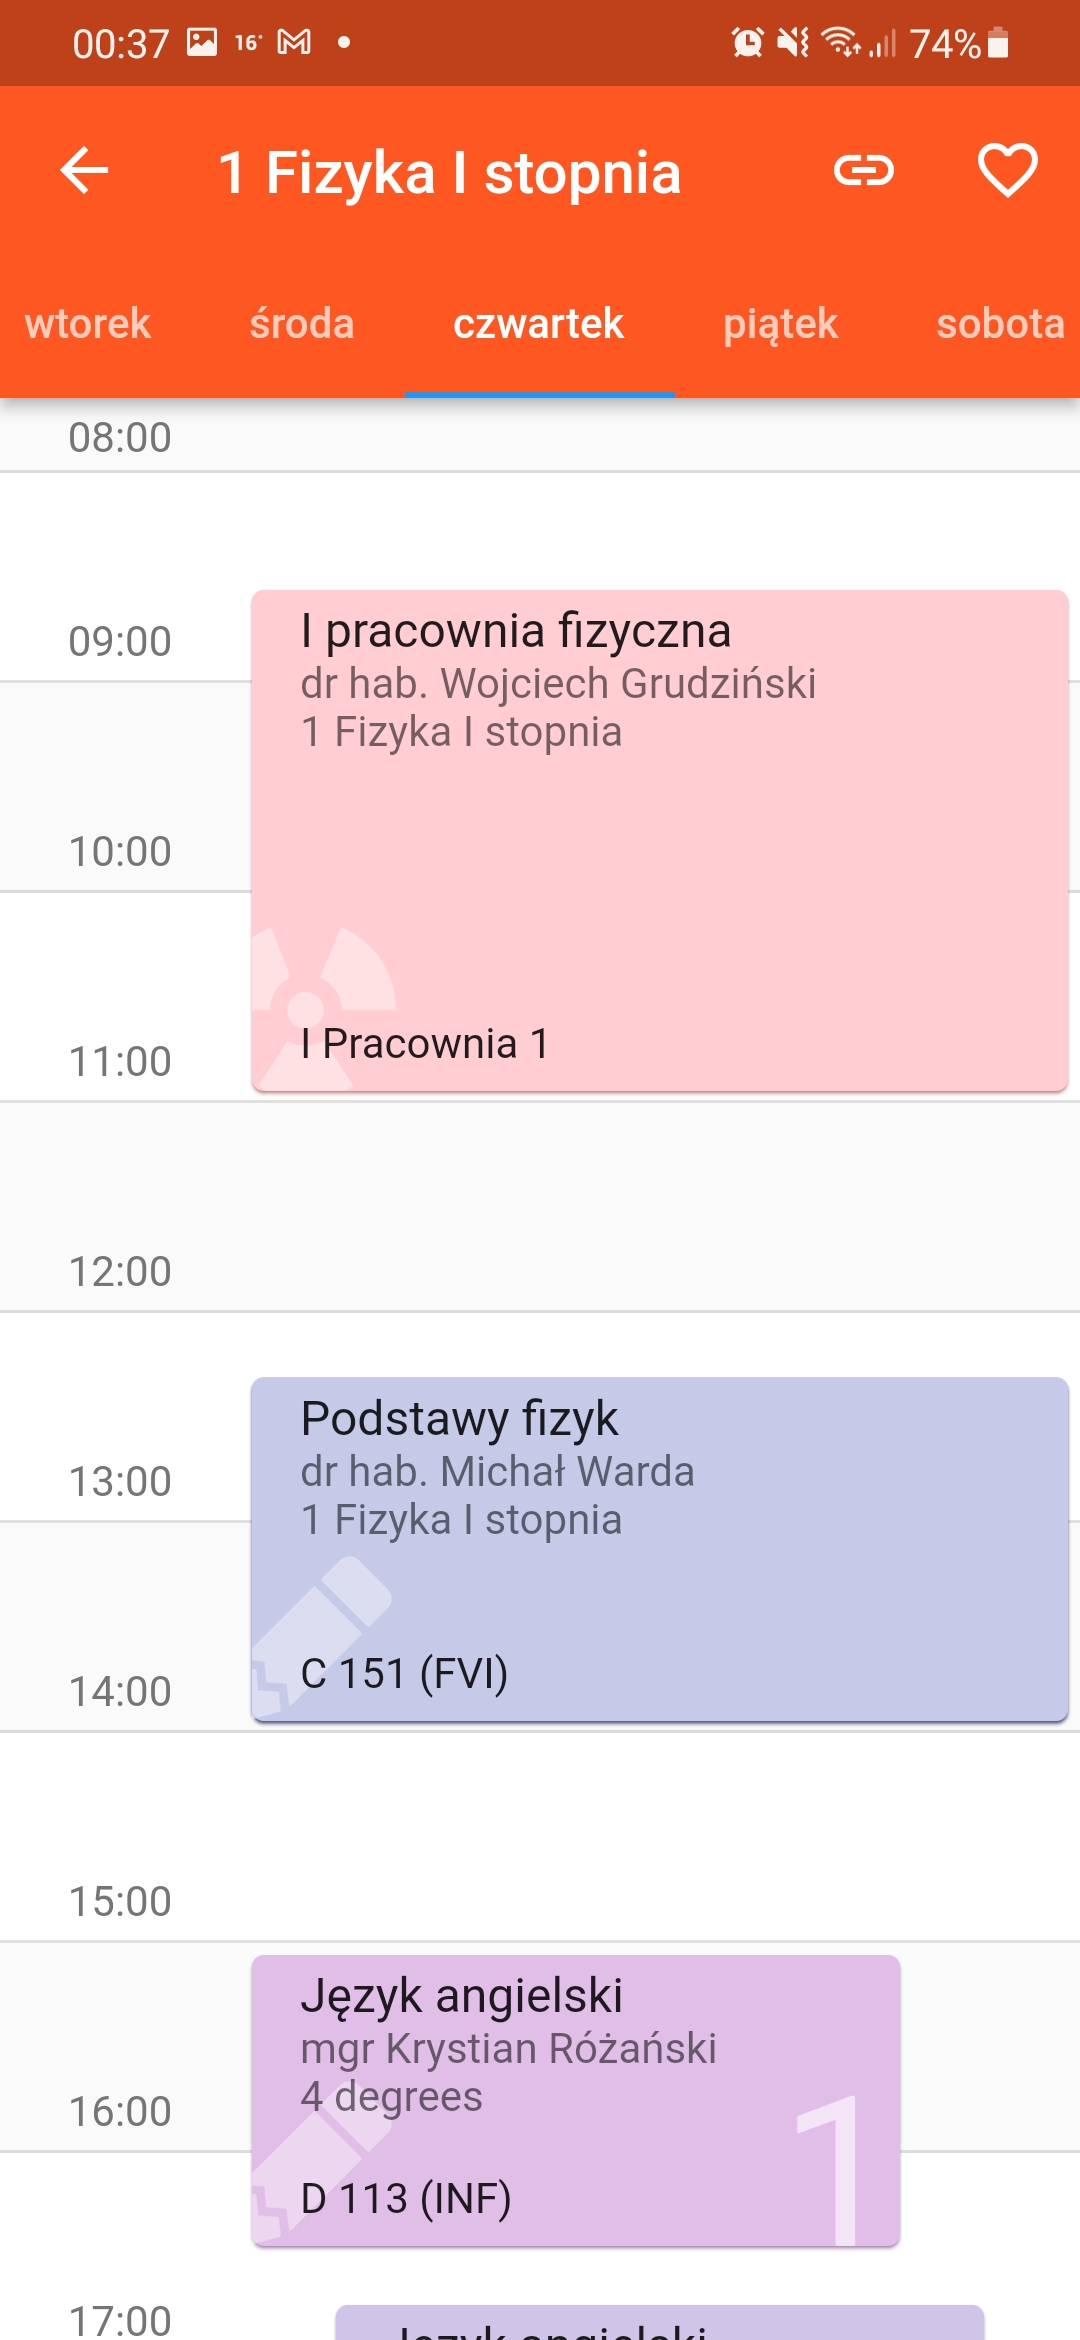 00:37 16° 74%
1 Fizyka I stopnia
wtorek środa czwartek piątek sobota
08:00
09:00
I pracownia fizyczna
dr hab. Wojciech Grudziński
1 Fizyka I stopnia
10:00
I Pracownia 1
11:00
12:00
Podstawy fizyk
dr hab. Michał Warda
13:00
1 Fizyka I stopnia
C 151 (FVI)
14:00
15:00
Język angielski
mgr Krystian Różański
4 degrees
16:00
1
D 113 (INF)
17:00
Język angielski